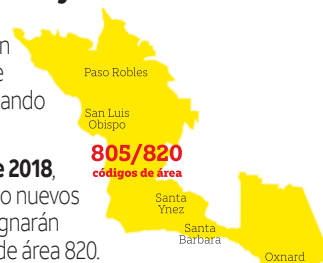 ando
e 2018,
o nuevos
gnarán
de área 820.
Paso Robles
San Luis
Obispo
805/820
códigos de área
Santa
Ynez
Santa
Barbara
Oxnard